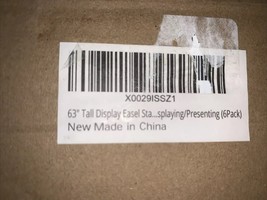 X0029ISSZ1
63" Tall Display Easel Sta...splaying/Presenting (6Pack)
New Made in China